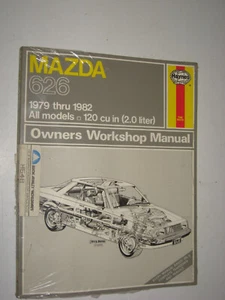 MAZDA
Haynes
626
1979 thru 1982
All models □ 120 cu in (2.0 liter)
Owners Workshop Manual